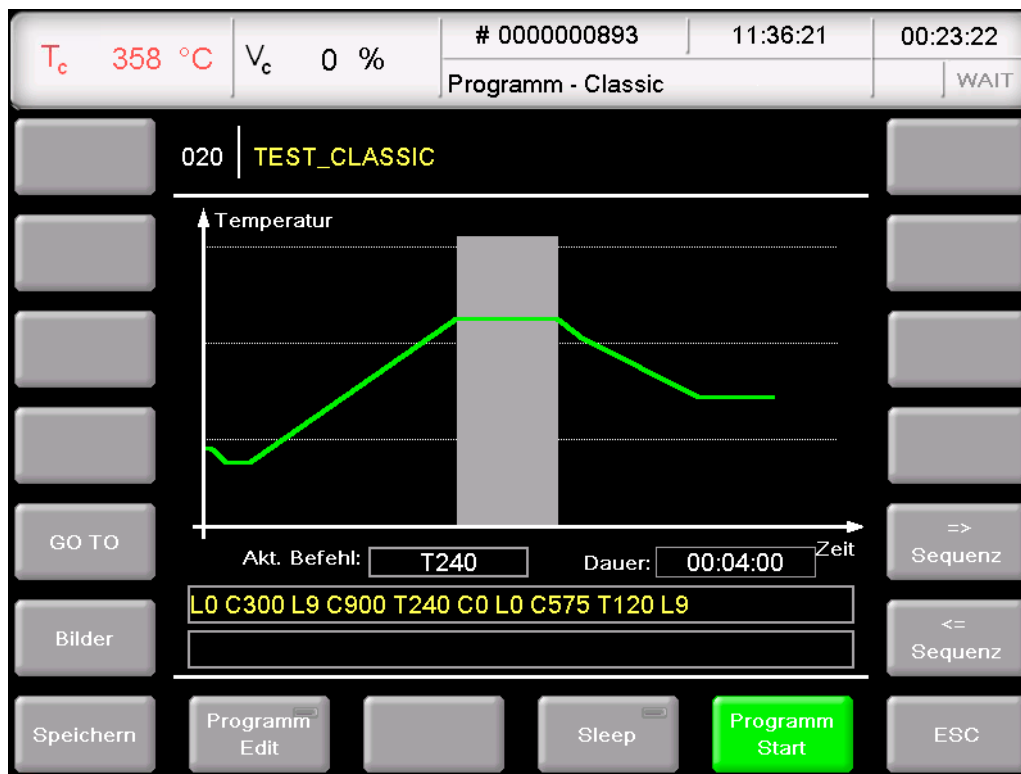 Tc 358 °C
Vc 0 %
# 0000000893
11:36:21
00:23:22
Programm - Classic
WAIT
020 TEST_CLASSIC
Temperatur
Zeit
Akt. Befehl: T240
Dauer: 00:04:00
L0 C300 L9 C900 T240 C0 L0 C575 T120 L9
GO TO
Bilder
=>
Sequenz
<=
Sequenz
Speichern
Programm
Edit
Sleep
Programm
Start
ESC